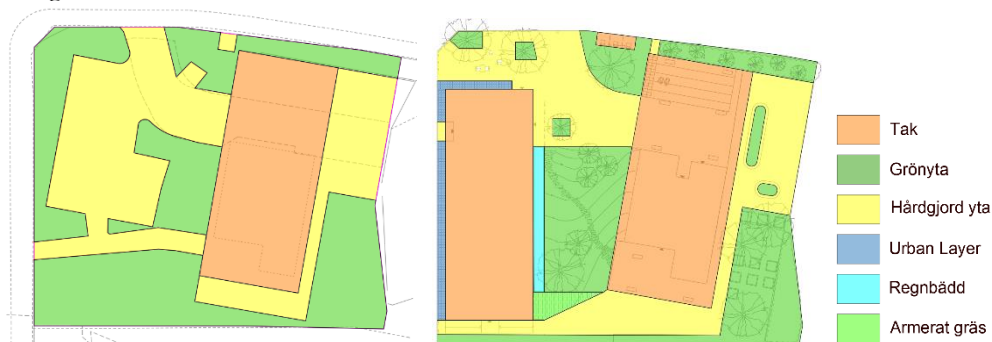 Tak
Grönyta
Hårdgjord yta
Urban Layer
Regnbädd
Armerat gräs